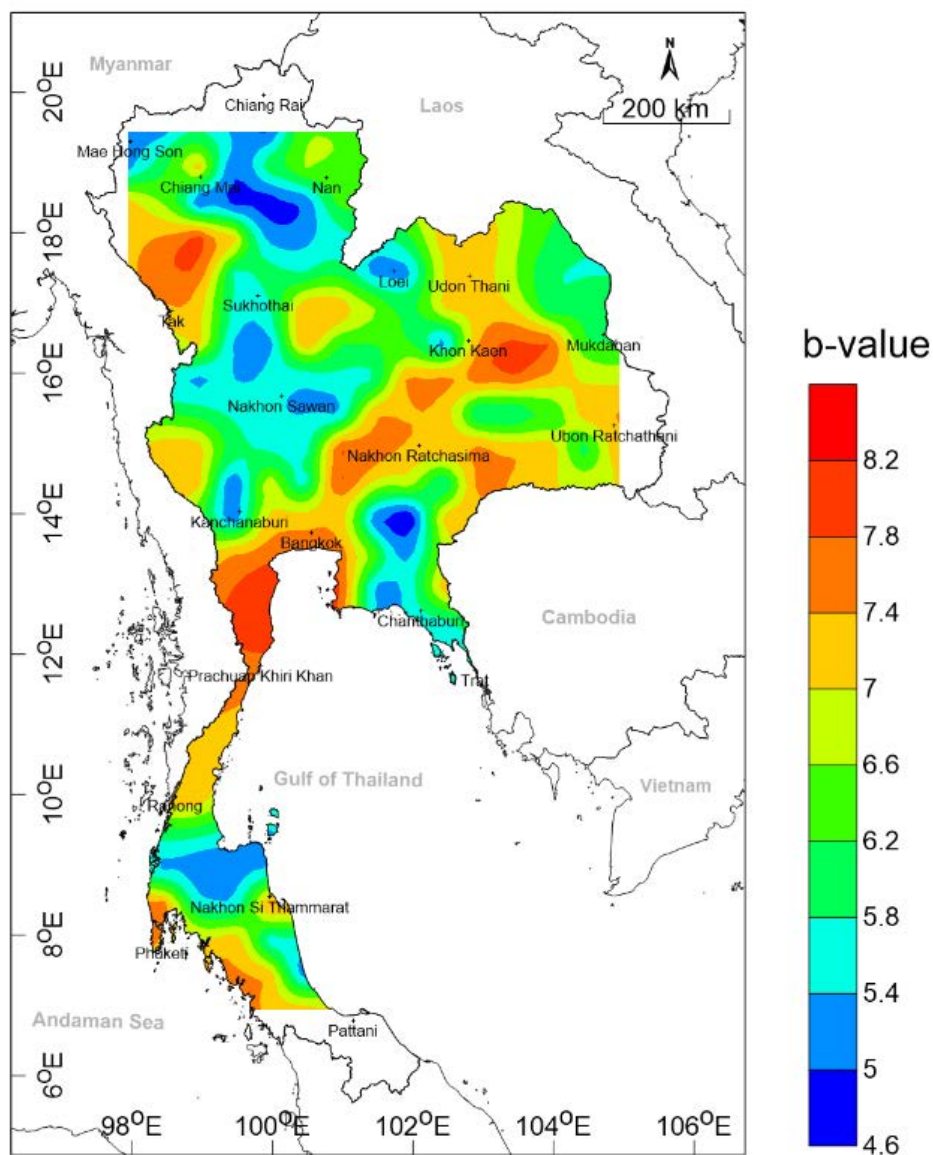 Myanmar
N
20°E
Chiang Rai
Laos
200 km
Mae Hong Son
Chiang Mai
Nan
18°E
Loei
Udon Thani
Sukhothai
Tak
Khon Kaen
Mukdahan
b-value
16°E
Nakhon Sawan
Ubon Ratchathani
Nakhon Ratchasima
8.2
14°E
Kanchanaburi
Bangkok
7.8
Chanthaburi
Cambodia
7.4
12°E
Prachuap Khiri Khan
Trat
7
Gulf of Thailand
Vietnam
6.6
10°E
Ranong
6.2
Nakhon Si Thammarat
5.8
8°E
Phuket
5.4
Andaman Sea
Pattani
5
6°E
98°E 100°E 102°E 104°E 106°E
4.6